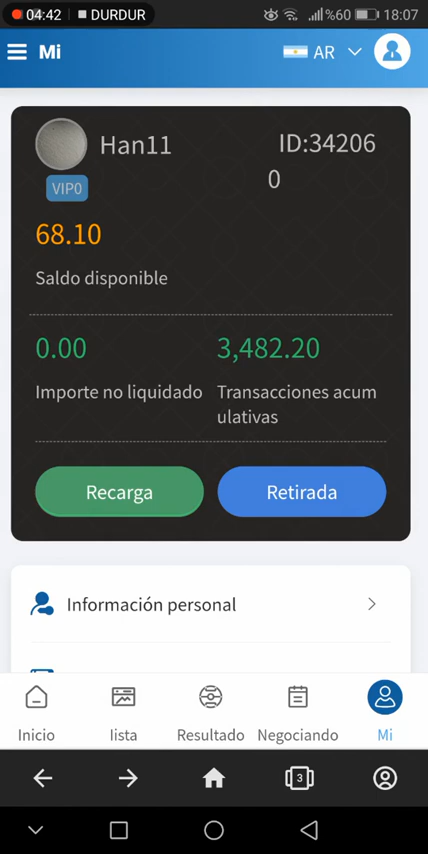 04:42 DURDUR %60 18:07
Mi AR
Han11 ID:34206
0
VIP0
68.10
Saldo disponible
0.00 3,482.20
Importe no liquidado Transacciones acum
ulativas
Recarga Retirada
Información personal
Inicio lista Resultado Negociando Mi
3